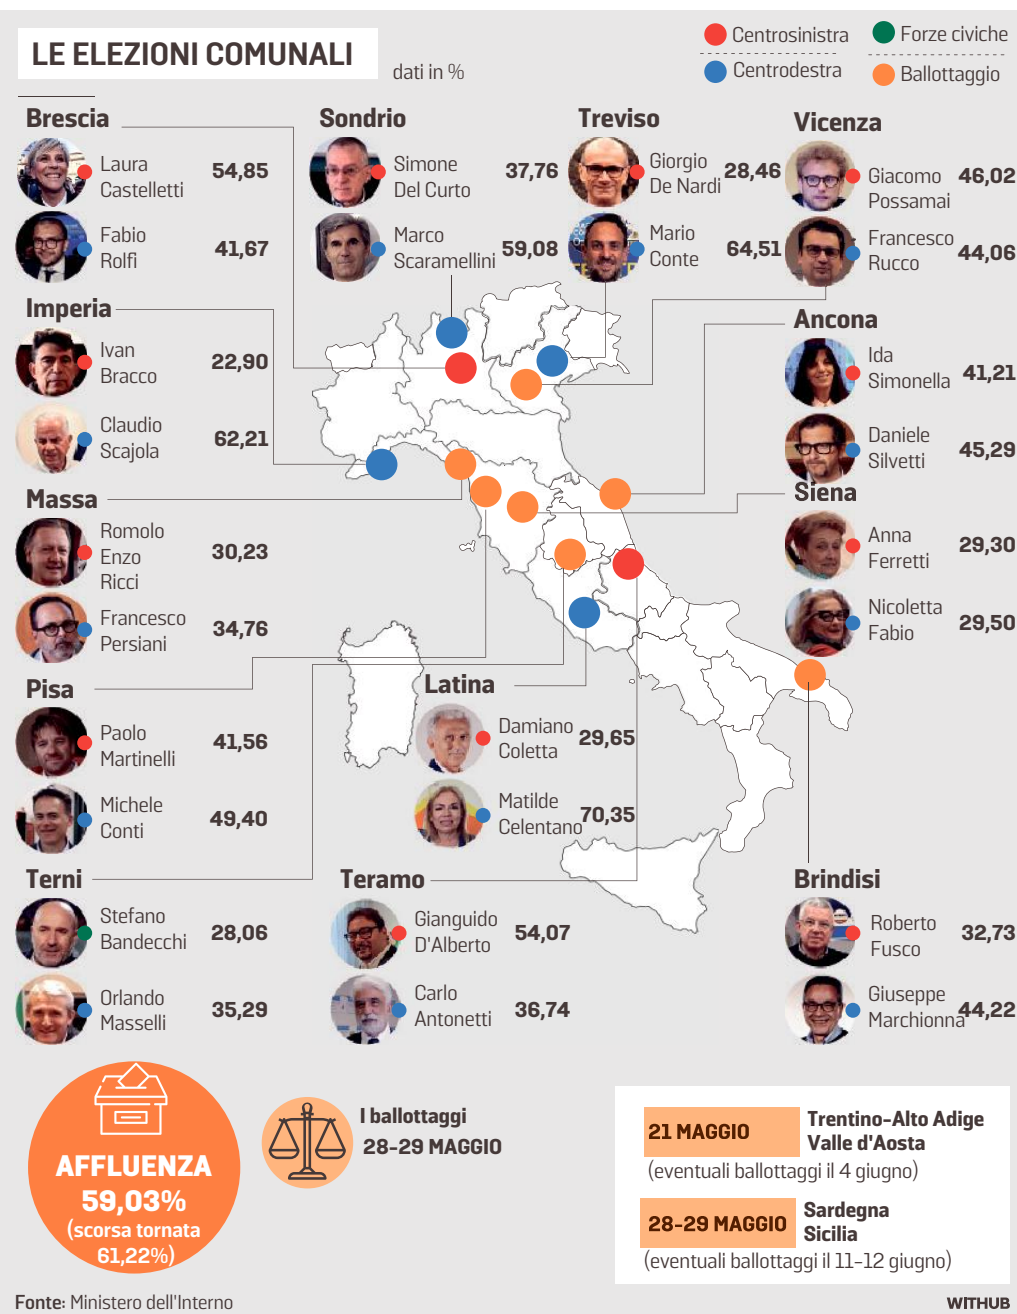 LE ELEZIONI COMUNALI
dati in %
Centrosinistra
Forze civiche
Centrodestra
Ballottaggio
Brescia
Laura
Castelletti
54,85
Fabio
Rolfi
41,67
Sondrio
Simone
Del Curto
37,76
Marco
Scaramellini
59,08
Treviso
Giorgio
De Nardi
28,46
Mario
Conte
64,51
Vicenza
Giacomo
Possamai
46,02
Francesco
Rucco
44,06
Imperia
Ivan
Bracco
22,90
Claudio
Scajola
62,21
Ancona
Ida
Simonella
41,21
Daniele
Silvetti
45,29
Massa
Romolo
Enzo
Ricci
30,23
Francesco
Persiani
34,76
Siena
Anna
Ferretti
29,30
Nicoletta
Fabio
29,50
Pisa
Paolo
Martinelli
41,56
Michele
Conti
49,40
Latina
Damiano
Coletta
29,65
Matilde
Celentano
70,35
Terni
Stefano
Bandecchi
28,06
Orlando
Masselli
35,29
Teramo
Gianguido
D'Alberto
54,07
Carlo
Antonetti
36,74
Brindisi
Roberto
Fusco
32,73
Giuseppe
Marchionna
44,22
AFFLUENZA
59,03%
(scorsa tornata
61,22%)
I ballottaggi
28-29 MAGGIO
21 MAGGIO
Trentino-Alto Adige
Valle d'Aosta
(eventuali ballottaggi il 4 giugno)
28-29 MAGGIO
Sardegna
Sicilia
(eventuali ballottaggi il 11-12 giugno)
Fonte: Ministero dell'Interno
WITHUB